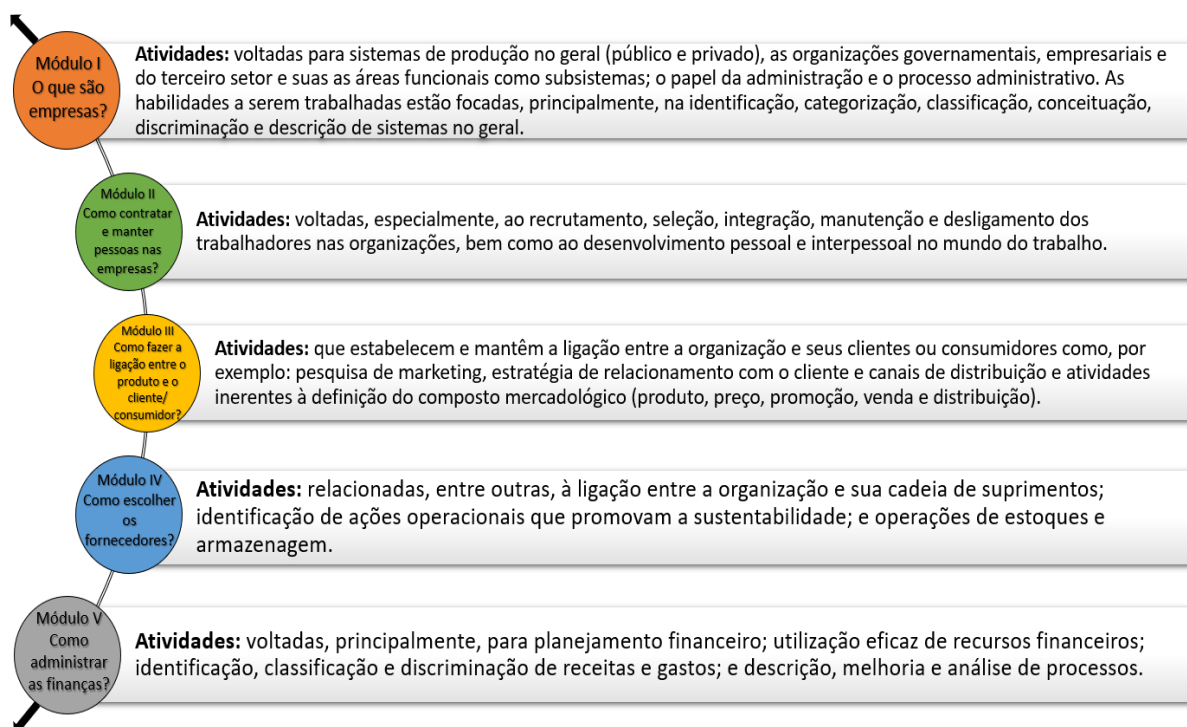 Módulo I
O que são
empresas?
Atividades: voltadas para sistemas de produção no geral (público e privado), as organizações governamentais, empresariais e
do terceiro setor e suas as áreas funcionais como subsistemas; o papel da administração e o processo administrativo. As
habilidades a serem trabalhadas estão focadas, principalmente, na identificação, categorização, classificação, conceituação,
discriminação e descrição de sistemas no geral.
Módulo II
Como contratar
e manter
pessoas nas
empresas?
Atividades: voltadas, especialmente, ao recrutamento, seleção, integração, manutenção e desligamento dos
trabalhadores nas organizações, bem como ao desenvolvimento pessoal e interpessoal no mundo do trabalho.
Módulo III
Como fazer a
ligação entre o
produto e o
cliente/
consumidor?
Atividades: que estabelecem e mantêm a ligação entre a organização e seus clientes ou consumidores como, por
exemplo: pesquisa de marketing, estratégia de relacionamento com o cliente e canais de distribuição e atividades
inerentes à definição do composto mercadológico (produto, preço, promoção, venda e distribuição).
Módulo IV
Como escolher
os
fornecedores?
Atividades: relacionadas, entre outras, à ligação entre a organização e sua cadeia de suprimentos;
identificação de ações operacionais que promovam a sustentabilidade; e operações de estoques e
armazenagem.
Módulo V
Como
administrar
as finanças?
Atividades: voltadas, principalmente, para planejamento financeiro; utilização eficaz de recursos financeiros;
identificação, classificação e discriminação de receitas e gastos; e descrição, melhoria e análise de processos.